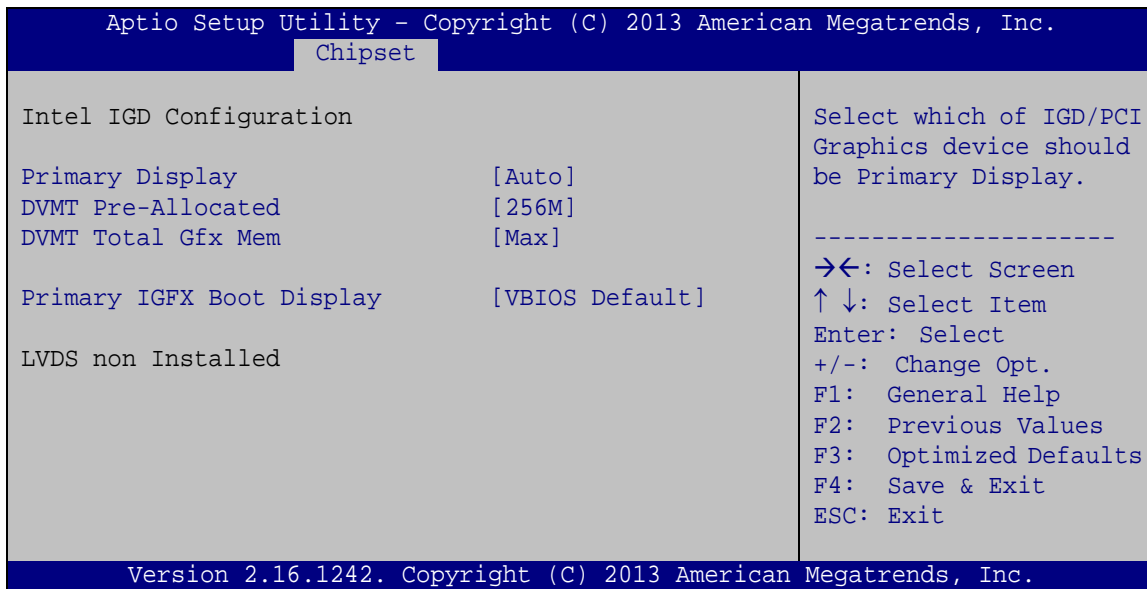 Aptio Setup Utility – Copyright (C) 2013 American Megatrends, Inc.
Chipset
Intel IGD Configuration
Primary Display [Auto]
DVMT Pre-Allocated [256M]
DVMT Total Gfx Mem [Max]
Primary IGFX Boot Display [VBIOS Default]
LVDS non Installed
Select which of IGD/PCI
Graphics device should
be Primary Display.
---------------------
→←: Select Screen
↑ ↓: Select Item
Enter: Select
+/-: Change Opt.
F1: General Help
F2: Previous Values
F3: Optimized Defaults
F4: Save & Exit
ESC: Exit
Version 2.16.1242. Copyright (C) 2013 American Megatrends, Inc.